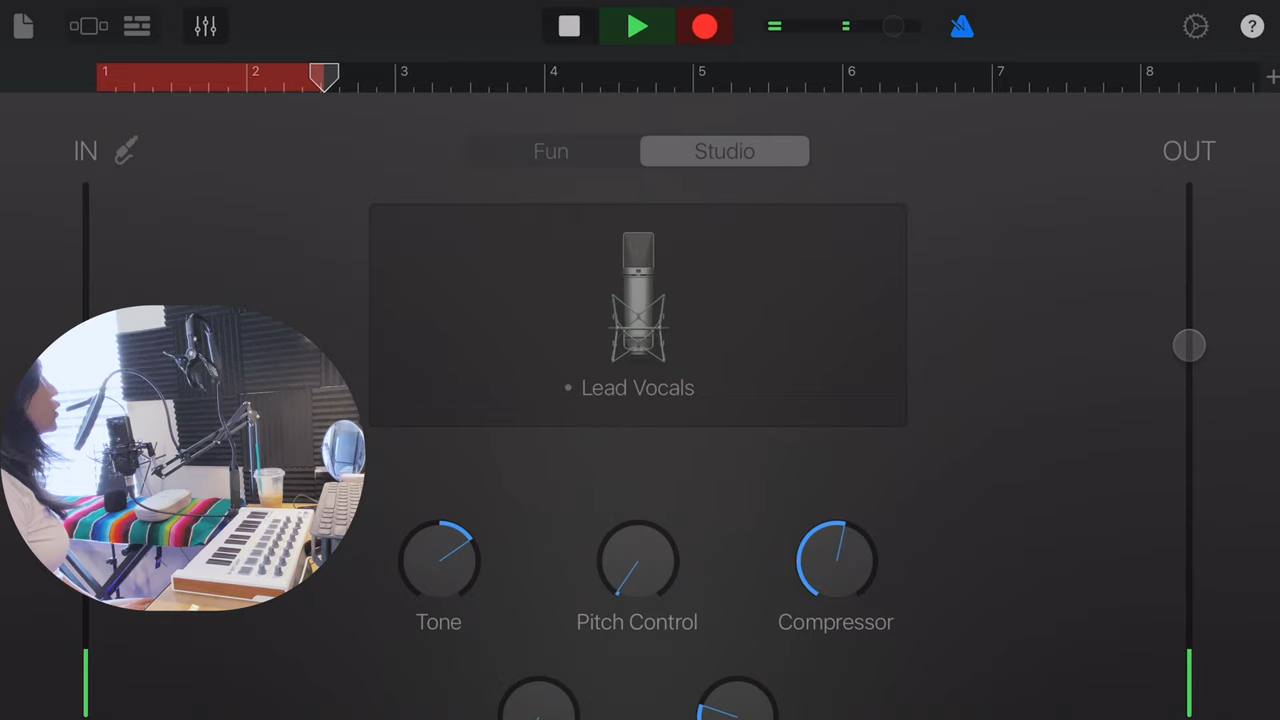 ?
1 2 3 4 5 6 7 8
IN Fun Studio OUT
• Lead Vocals
Tone Pitch Control Compressor